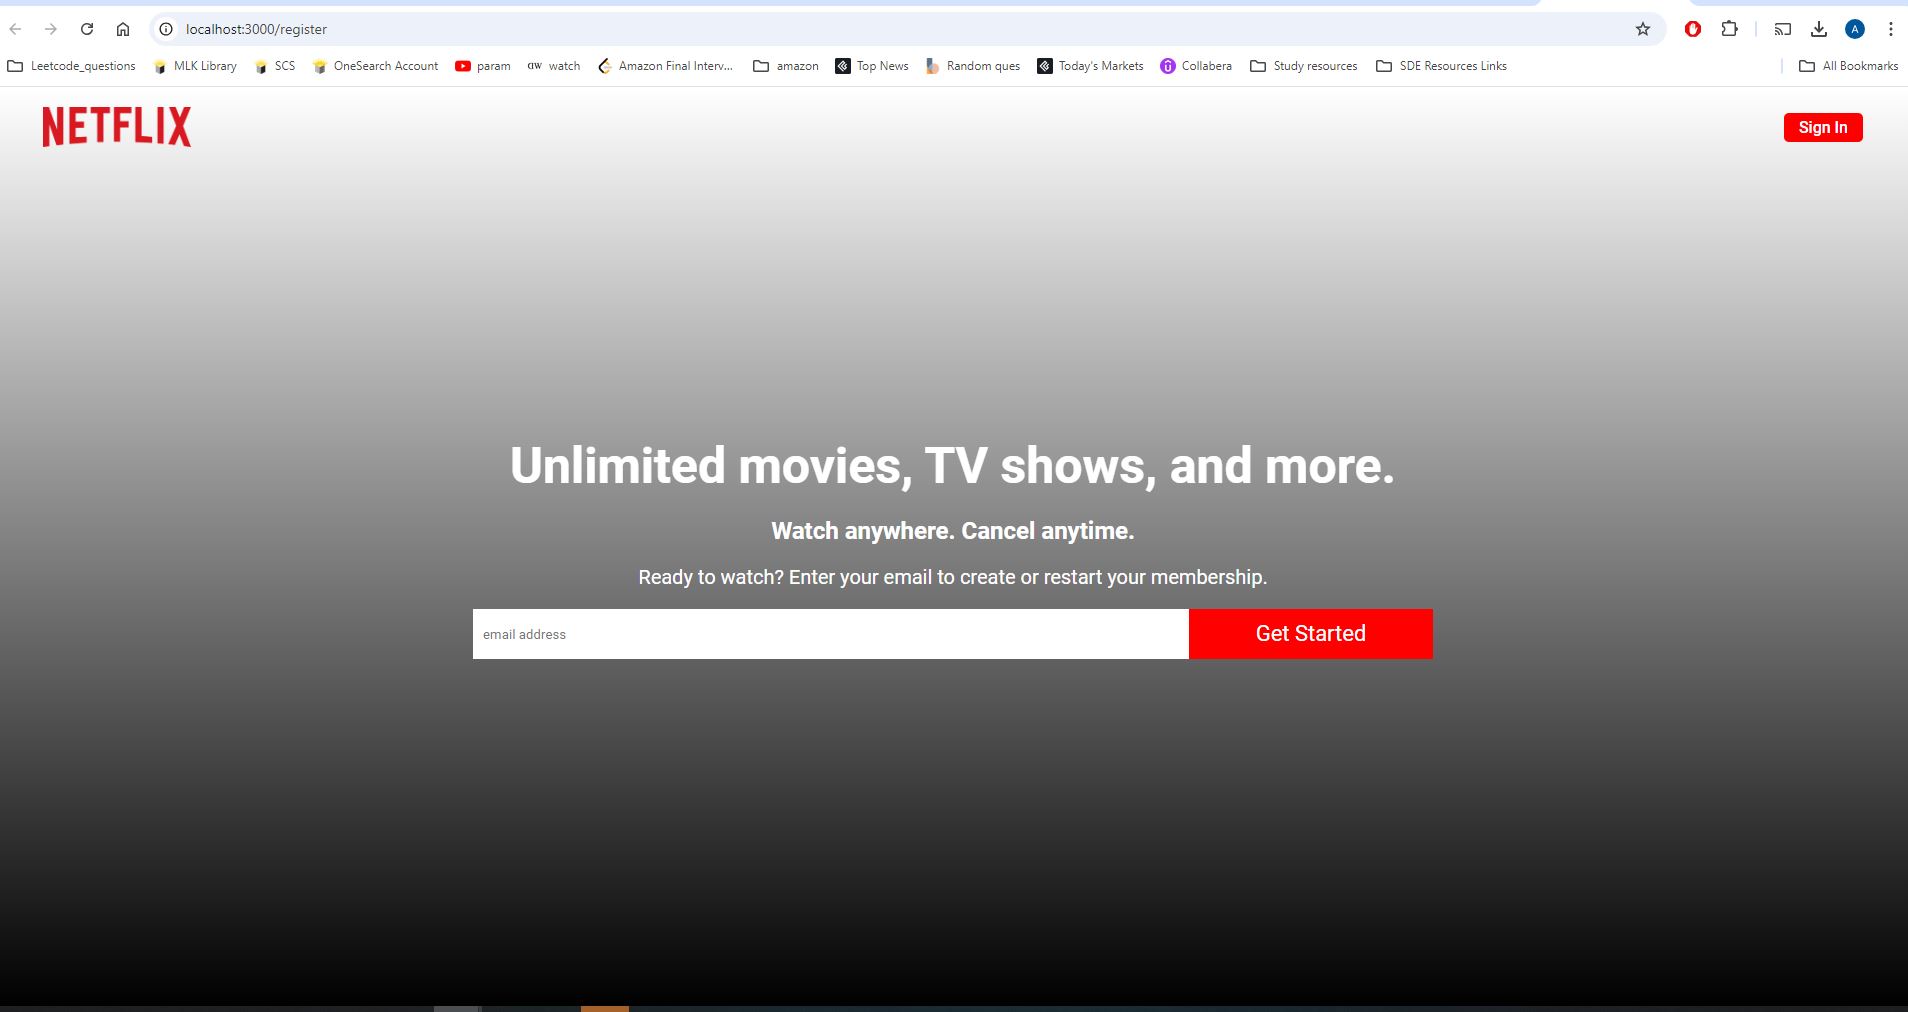 localhost:3000/register
A
Leetcode_questions MLK Library SCS OneSearch Account param watch Amazon Final Interv... amazon Top News Random ques Today's Markets Collabera Study resources SDE Resources Links All Bookmarks
NETFLIX Sign In
Unlimited movies, TV shows, and more.
Watch anywhere. Cancel anytime.
Ready to watch? Enter your email to create or restart your membership.
email address Get Started